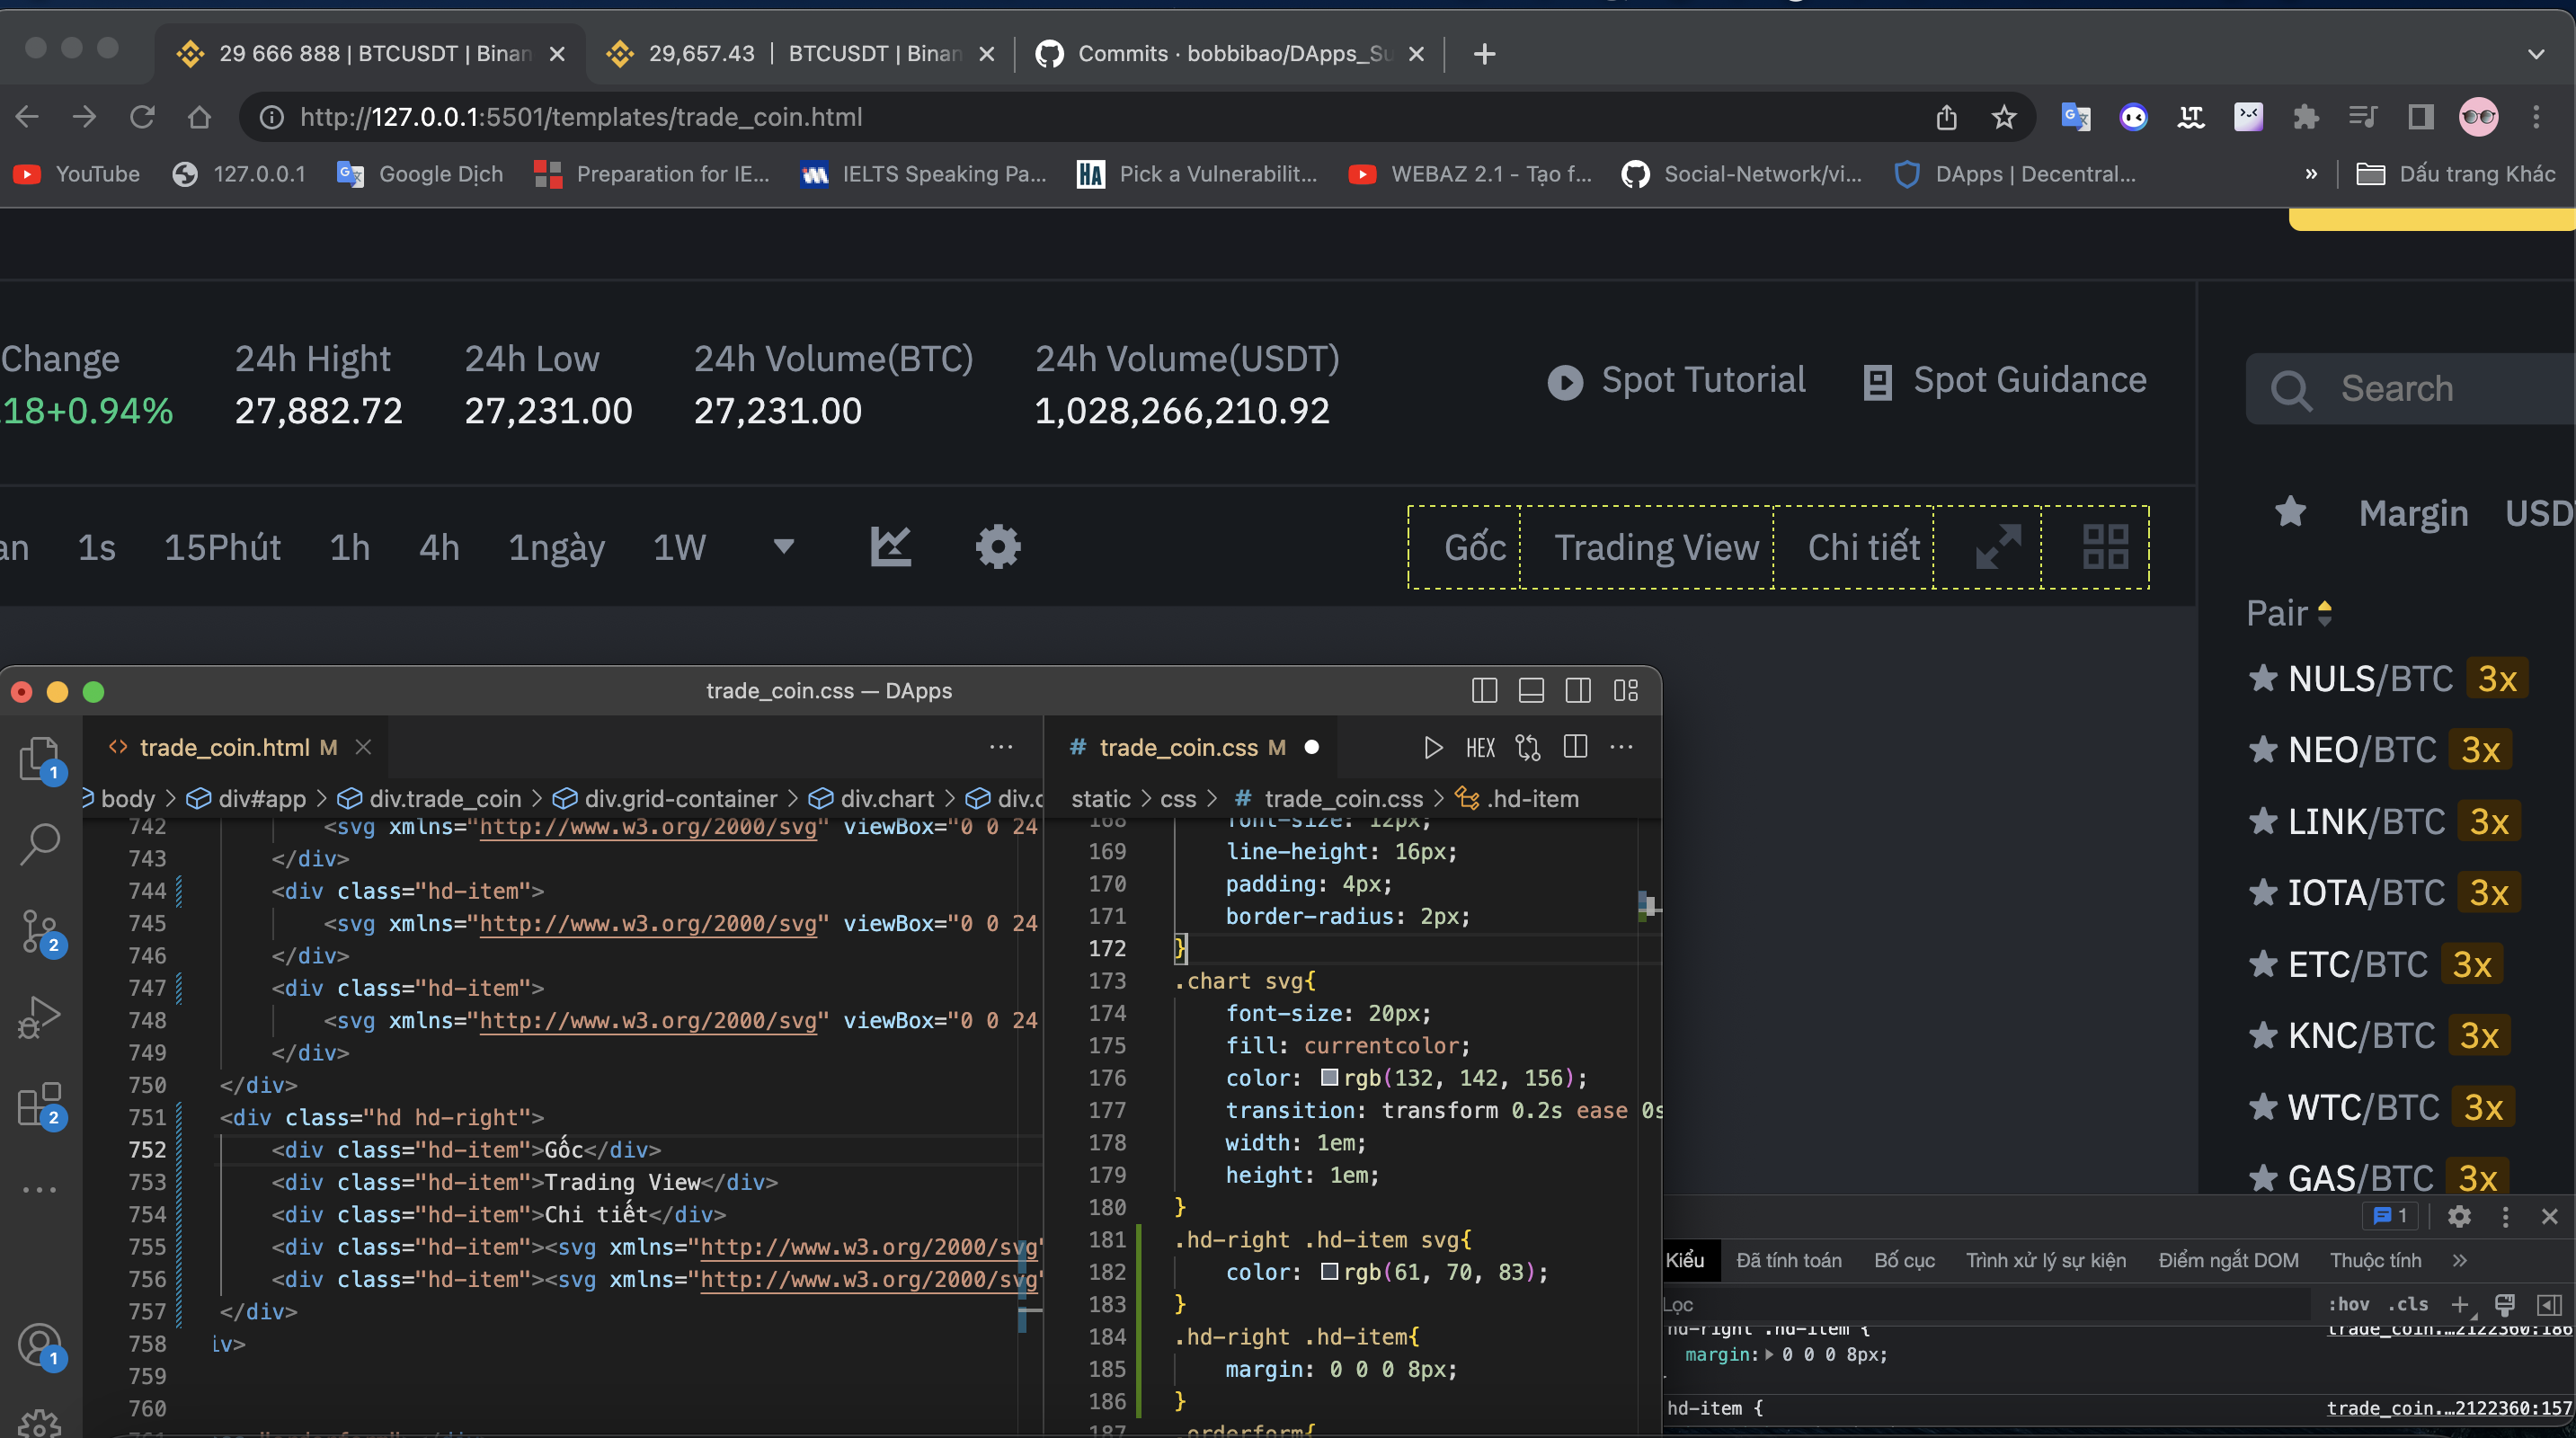 29 666 888 | BTCUSDT | Binan
29,657.43 | BTCUSDT | Binan
Commits · bobbibao/DApps_Su
http://127.0.0.1:5501/templates/trade_coin.html
YouTube
127.0.0.1
Google Dịch
Preparation for IE...
IELTS Speaking Pa...
HA Pick a Vulnerabilit...
WEBAZ 2.1 - Tạo f...
Social-Network/vi...
DApps | Decentral...
»
Dấu trang Khác
Change
24h Hight
24h Low
24h Volume(BTC)
24h Volume(USDT)
.18+0.94%
27,882.72
27,231.00
27,231.00
1,028,266,210.92
Spot Tutorial
Spot Guidance
Search
an 1s 15Phút 1h 4h 1ngày 1W
Gốc Trading View Chi tiết
Margin USD
Pair
NULS/BTC 3x
NEO/BTC 3x
LINK/BTC 3x
IOTA/BTC 3x
ETC/BTC 3x
KNC/BTC 3x
WTC/BTC 3x
GAS/BTC 3x
trade_coin.css — DApps
1
2
2
1
trade_coin.html M
body > div#app > div.trade_coin > div.grid-container > div.chart > div.c
742 <svg xmlns="http://www.w3.org/2000/svg" viewBox="0 0 24
743 </div>
744 <div class="hd-item">
745 <svg xmlns="http://www.w3.org/2000/svg" viewBox="0 0 24
746 </div>
747 <div class="hd-item">
748 <svg xmlns="http://www.w3.org/2000/svg" viewBox="0 0 24
749 </div>
750 </div>
751 <div class="hd hd-right">
752 <div class="hd-item">Gốc</div>
753 <div class="hd-item">Trading View</div>
754 <div class="hd-item">Chi tiết</div>
755 <div class="hd-item"><svg xmlns="http://www.w3.org/2000/svg"
756 <div class="hd-item"><svg xmlns="http://www.w3.org/2000/svg"
757 </div>
758 iv>
759
760
# trade_coin.css M
HEX
static > css > # trade_coin.css > .hd-item
168 font-size: 12px;
169 line-height: 16px;
170 padding: 4px;
171 border-radius: 2px;
172 }
173 .chart svg{
174 font-size: 20px;
175 fill: currentcolor;
176 color: rgb(132, 142, 156);
177 transition: transform 0.2s ease 0s
178 width: 1em;
179 height: 1em;
180 }
181 .hd-right .hd-item svg{
182 color: rgb(61, 70, 83);
183 }
184 .hd-right .hd-item{
185 margin: 0 0 0 8px;
186 }
187 .orderform{
1
Kiểu Đã tính toán Bố cục Trình xử lý sự kiện Điểm ngắt DOM Thuộc tính »
Lọc
:hov .cls
hd-right .hd-item {
trade_coin.…2122360:186
margin: 0 0 0 8px;
hd-item {
trade_coin.…2122360:157